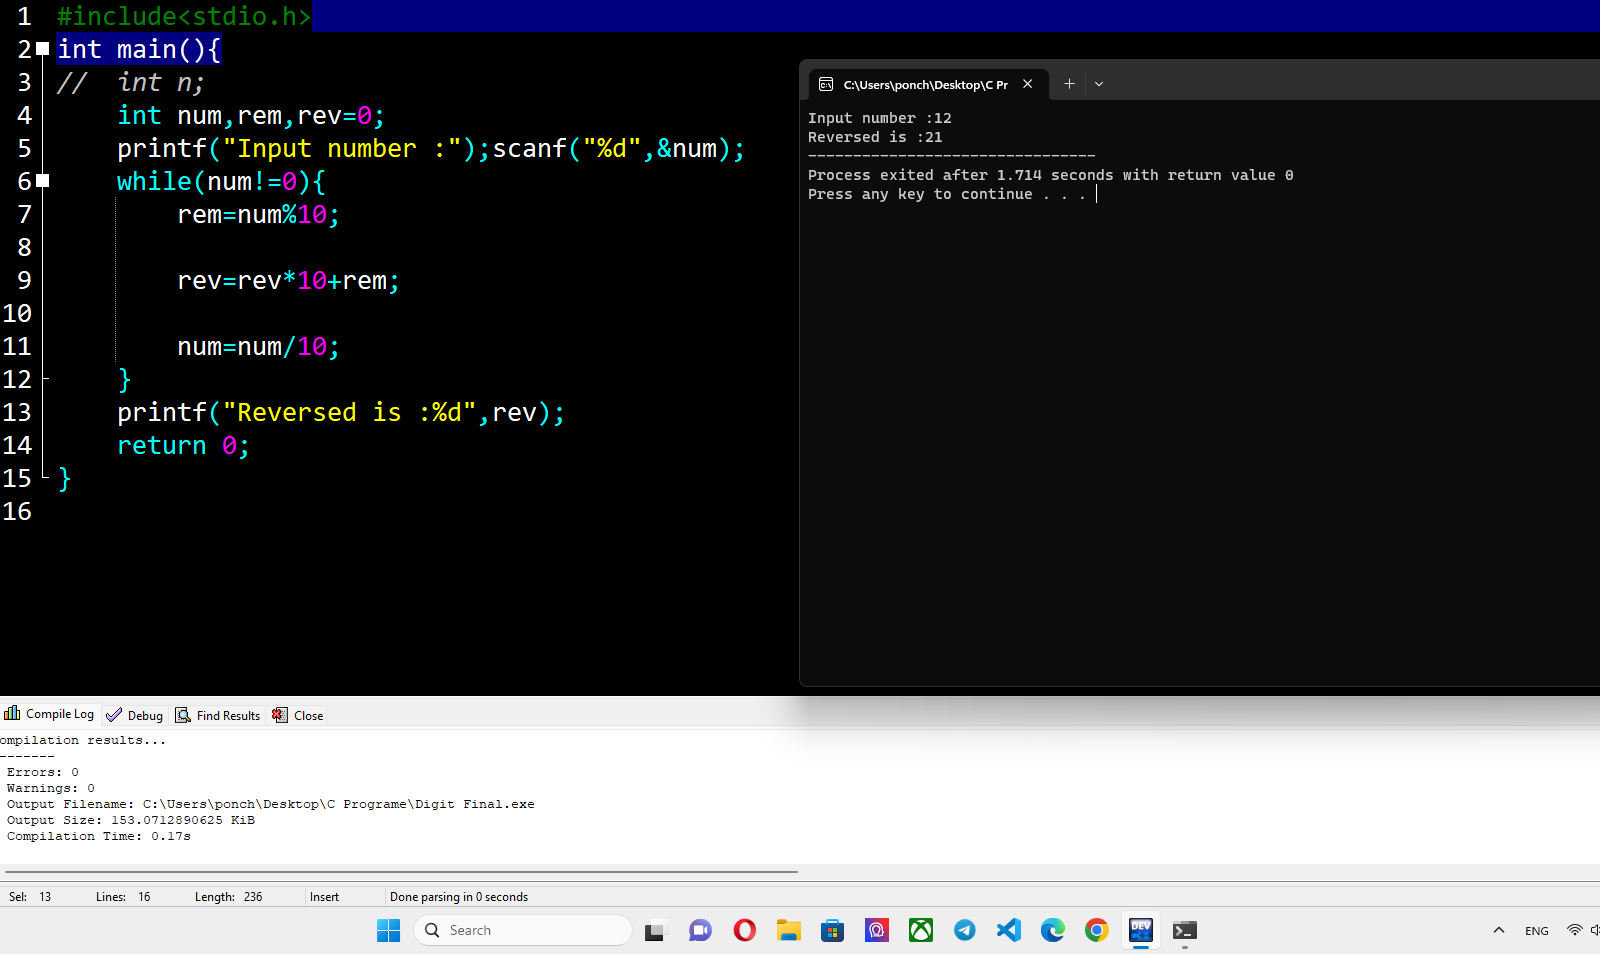 1 #include<stdio.h>
2 int main(){
3 //  int n;
4     int num,rem,rev=0;
5     printf("Input number :");scanf("%d",&num);
6     while(num!=0){
7         rem=num%10;
8
9         rev=rev*10+rem;
10
11         num=num/10;
12     }
13     printf("Reversed is :%d",rev);
14     return 0;
15 }
16
C:\Users\ponch\Desktop\C Pr
Input number :12
Reversed is :21
--------------------------------
Process exited after 1.714 seconds with return value 0
Press any key to continue . . .
Compile Log Debug Find Results Close
ompilation results...
-------
Errors: 0
Warnings: 0
Output Filename: C:\Users\ponch\Desktop\C Programe\Digit Final.exe
Output Size: 153.0712890625 KiB
Compilation Time: 0.17s
Sel: 13 Lines: 16 Length: 236 Insert Done parsing in 0 seconds
Search DEV C++ ENG